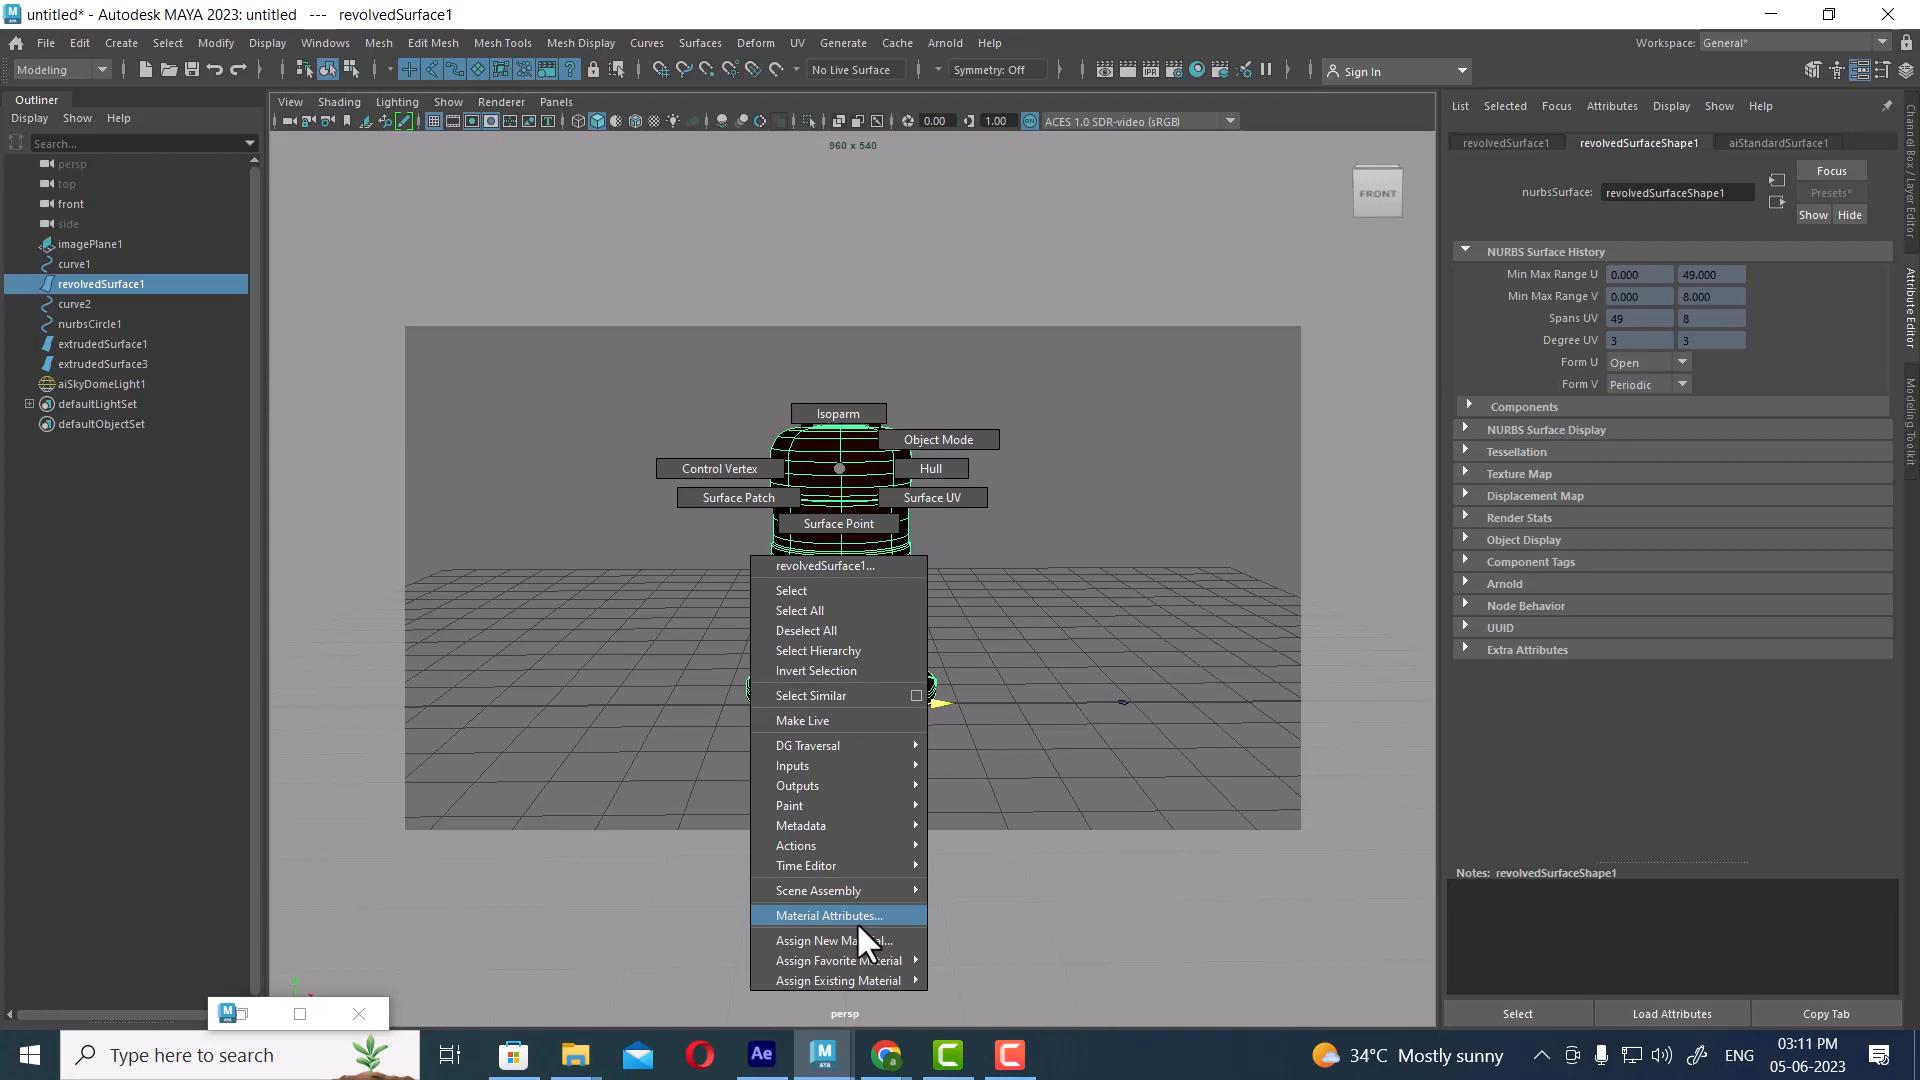 untitled* - Autodesk MAYA 2023: untitled   ---   revolvedSurface1
File Edit Create Select Modify Display Windows Mesh Edit Mesh Mesh Tools Mesh Display Curves Surfaces Deform UV Generate Cache Arnold Help
Workspace: General*
Modeling
No Live Surface
Symmetry: Off
Sign In
Outliner
Display Show Help
Search...
persp
top
front
side
imagePlane1
curve1
revolvedSurface1
curve2
nurbsCircle1
extrudedSurface1
extrudedSurface3
aiSkyDomeLight1
defaultLightSet
defaultObjectSet
View Shading Lighting Show Renderer Panels
0.00
1.00
ON
ACES 1.0 SDR-video (sRGB)
960 x 540
FRONT
Isoparm
Object Mode
Control Vertex
Hull
Surface Patch
Surface UV
Surface Point
revolvedSurface1...
Select
Select All
Deselect All
Select Hierarchy
Invert Selection
Select Similar
Make Live
DG Traversal
Inputs
Outputs
Paint
Metadata
Actions
Time Editor
Scene Assembly
Material Attributes...
Assign New Ma
Assign Favorite Material
Assign Existing Material
persp
List Selected Focus Attributes Display Show Help
revolvedSurface1 revolvedSurfaceShape1 aiStandardSurface1
nurbsSurface: revolvedSurfaceShape1
Focus
Presets*
Show Hide
NURBS Surface History
Min Max Range U 0.000 49.000
Min Max Range V 0.000 8.000
Spans UV 49 8
Degree UV 3 3
Form U Open
Form V Periodic
Components
NURBS Surface Display
Tessellation
Texture Map
Displacement Map
Render Stats
Object Display
Component Tags
Arnold
Node Behavior
UUID
Extra Attributes
Notes: revolvedSurfaceShape1
Select Load Attributes Copy Tab
Channel Box / Layer Editor
Attribute Editor
Modeling Toolkit
Type here to search
Ae
34°C Mostly sunny
ENG
03:11 PM
05-06-2023